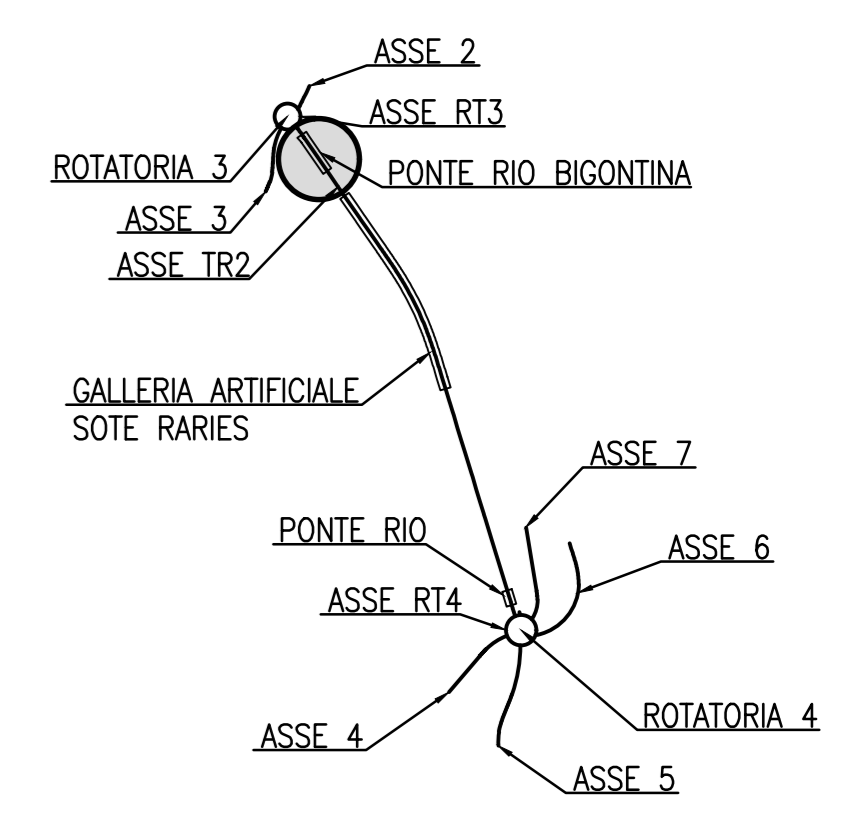 ASSE 2
ASSE RT3
ROTATORIA 3
PONTE RIO BIGONTINA
ASSE 3
ASSE TR2
GALLERIA ARTIFICIALE
SOTE RARIES
ASSE 7
PONTE RIO
ASSE 6
ASSE RT4
ROTATORIA 4
ASSE 4
ASSE 5